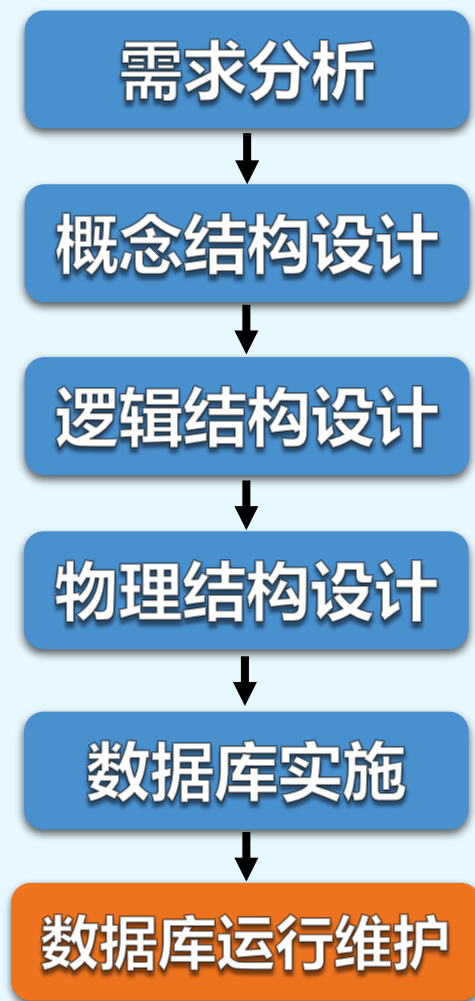 需求分析
概念结构设计
逻辑结构设计
物理结构设计
数据库实施
数据库运行维护